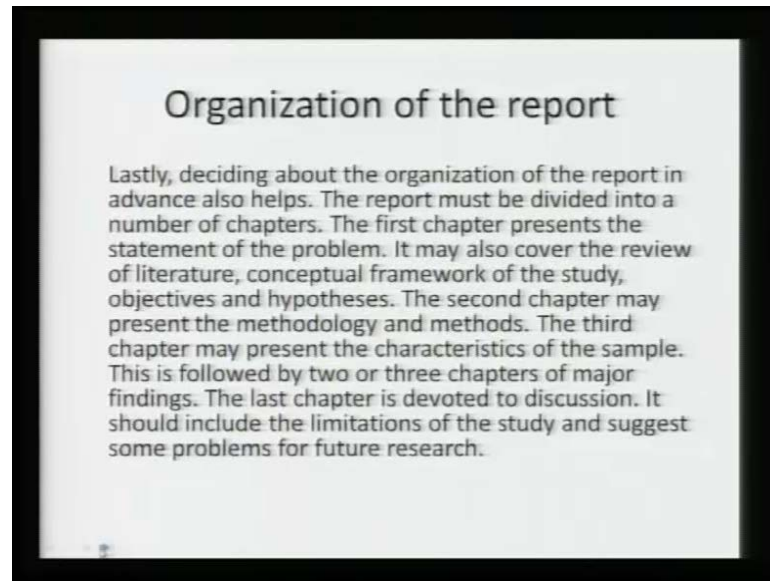 Organization of the report
Lastly, deciding about the organization of the report in
advance also helps. The report must be divided into a
number of chapters. The first chapter presents the
statement of the problem. It may also cover the review
of literature, conceptual framework of the study,
objectives and hypotheses. The second chapter may
present the methodology and methods. The third
chapter may present the characteristics of the sample.
This is followed by two or three chapters of major
findings. The last chapter is devoted to discussion. It
should include the limitations of the study and suggest
some problems for future research.